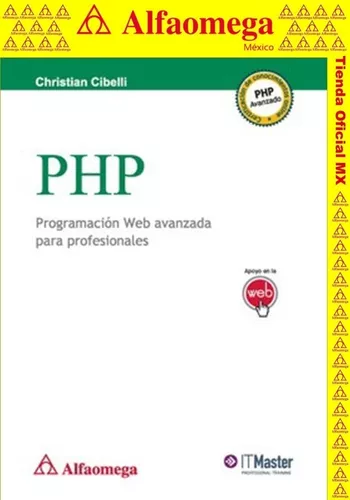 Alfaomega
México
Tienda Oficial MX
Christian Cibelli
PHP
Avanzado
PHP
Programación Web avanzada
para profesionales
Apoyo en la
web
Alfaomega
ITMaster
PROFESSIONAL TRAINING